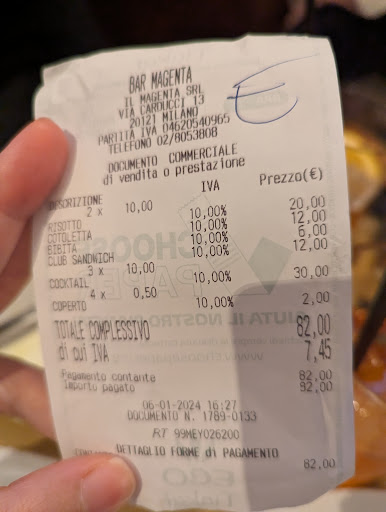 BAR MAGENTA
IL MAGENTA SRL
VIA CARDUCCI 13
20121 MILANO
PARTITA IVA 04620540965
TELEFONO 02/8053808
DOCUMENTO COMMERCIALE
di vendita o prestazione
DESCRIZIONE IVA Prezzo(€)
2 x 10,00
RISOTTO 10,00% 20,00
COTOLETTA 10,00% 12,00
BIBITA 10,00% 6,00
CLUB SANDWICH 10,00% 12,00
3 x 10,00
COCKTAIL 10,00% 30,00
4 x 0,50
COPERTO 10,00% 2,00
TOTALE COMPLESSIVO 82,00
di cui IVA 7,45
Pagamento contante 82,00
Importo pagato 92,00
06-01-2024 16:27
DOCUMENTO N. 1789-0133
RT 99MEY026200
DETTAGLIO FORME di PAGAMENTO
82,00